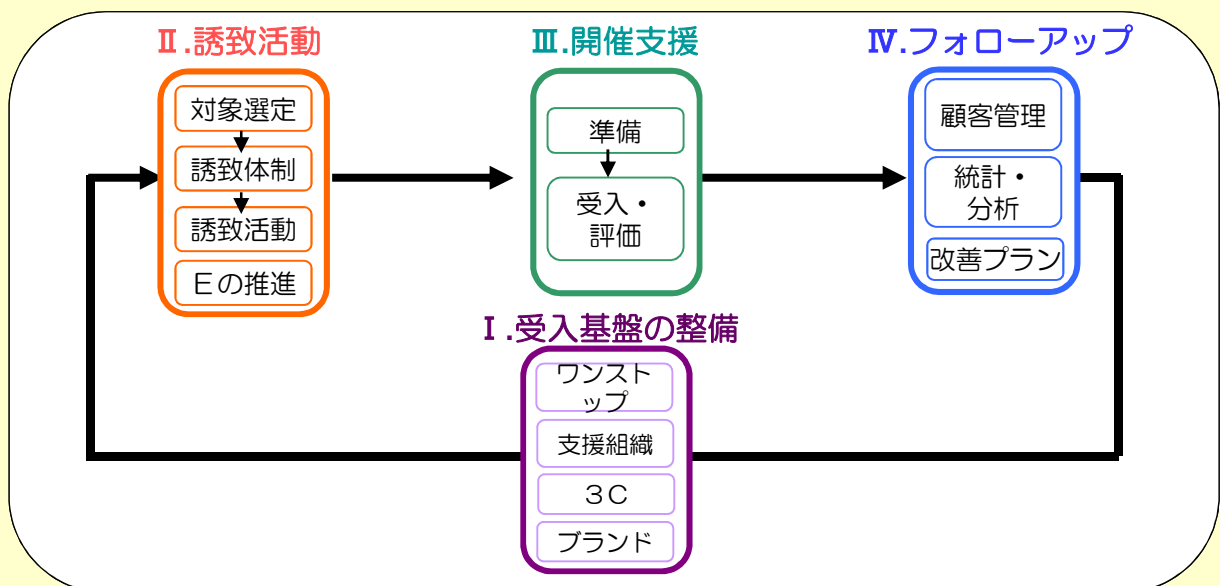 Ⅱ.誘致活動
対象選定
誘致体制
誘致活動
Ｅの推進
Ⅲ.開催支援
準備
受入・
評価
Ⅳ.フォローアップ
顧客管理
統計・
分析
改善プラン
Ⅰ.受入基盤の整備
ワンスト
ップ
支援組織
３Ｃ
ブランド